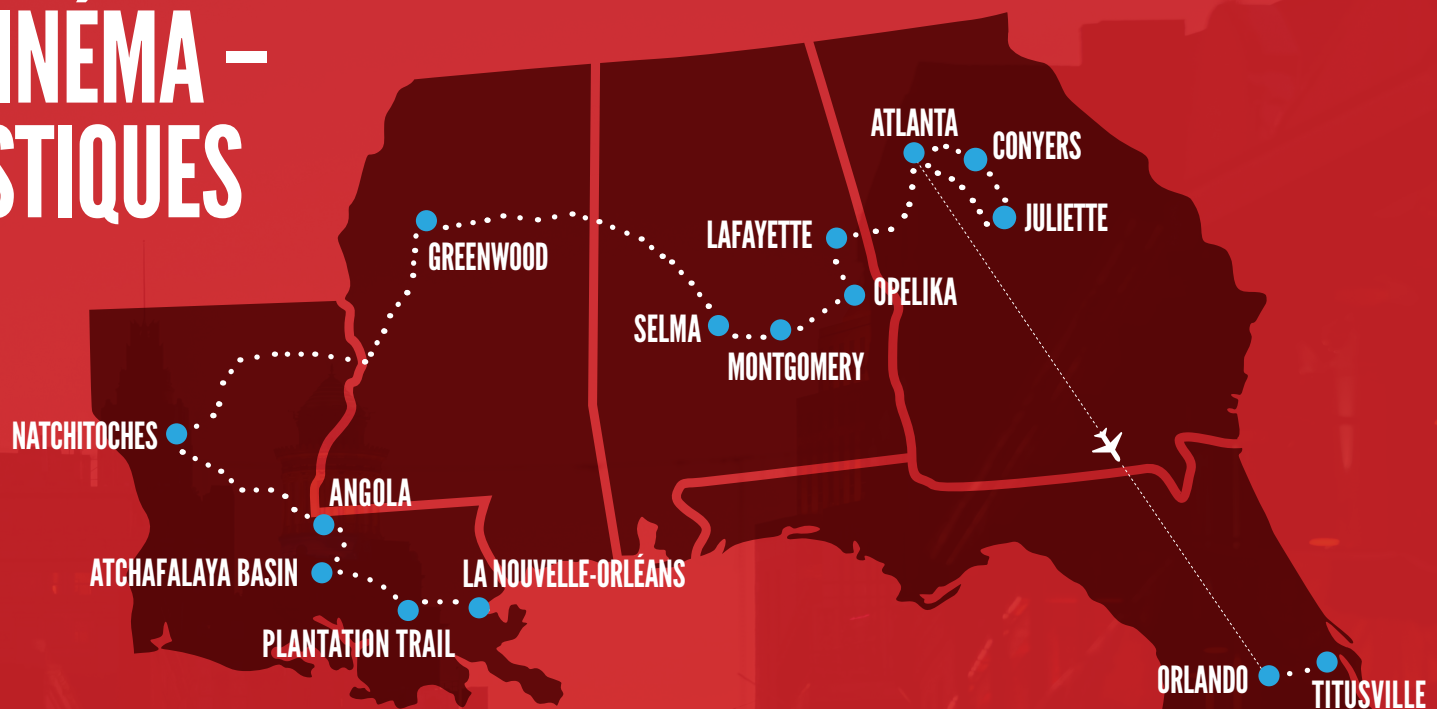 INÉMA –
STIQUES
ATLANTA
CONYERS
JULIETTE
LAFAYETTE
GREENWOOD
OPELIKA
SELMA
MONTGOMERY
NATCHITOCHES
ANGOLA
ATCHAFALAYA BASIN
LA NOUVELLE-ORLÉANS
PLANTATION TRAIL
ORLANDO
TITUSVILLE